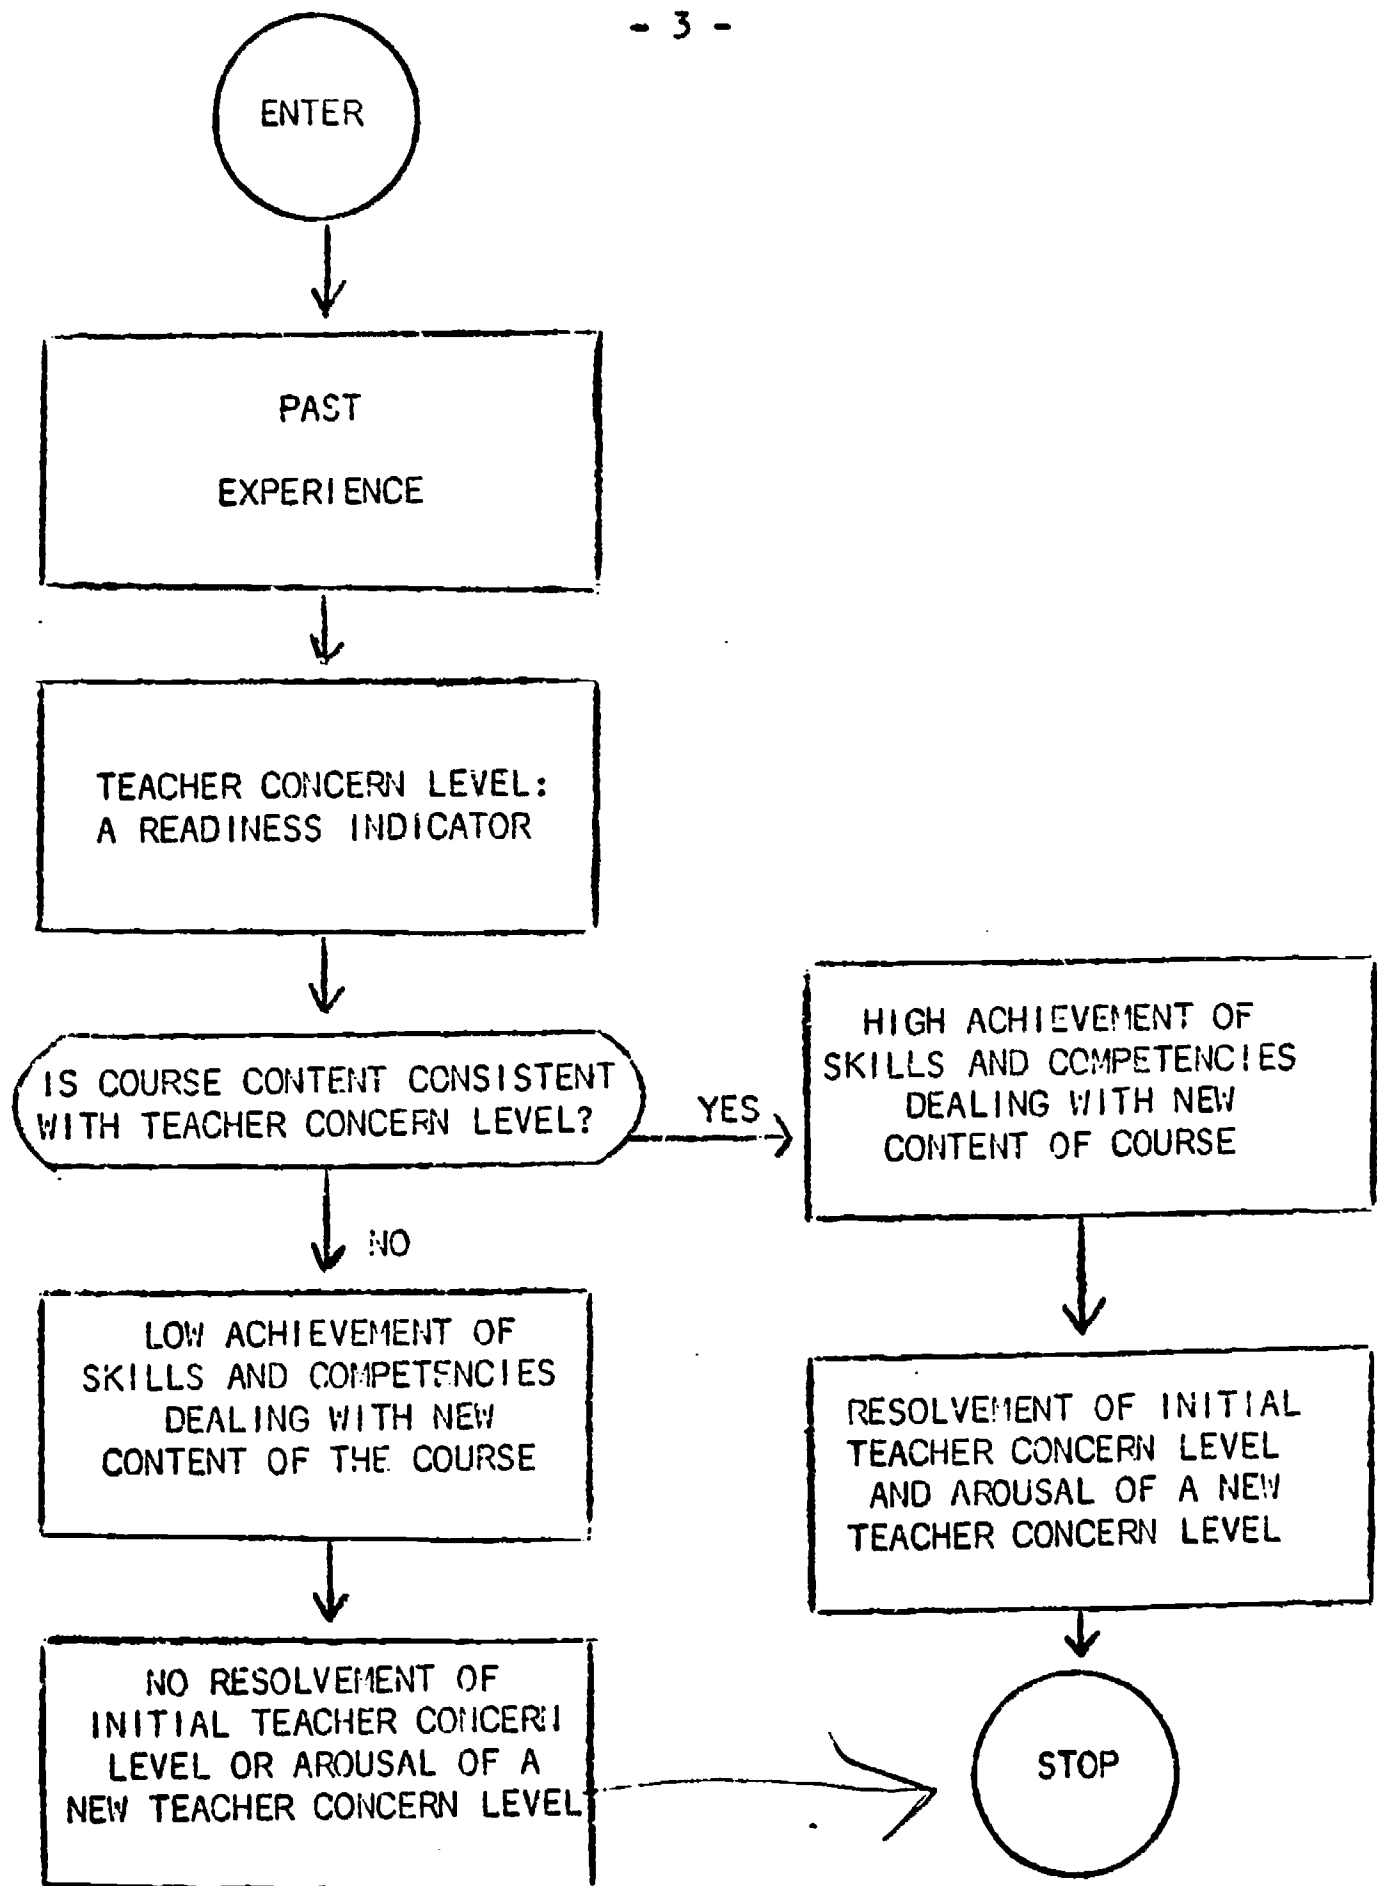 - 3 -
ENTER
PAST
EXPERIENCE
TEACHER CONCERN LEVEL:
A READINESS INDICATOR
IS COURSE CONTENT CONSISTENT
WITH TEACHER CONCERN LEVEL?
YES
NO
HIGH ACHIEVEMENT OF
SKILLS AND COMPETENCIES
DEALING WITH NEW
CONTENT OF COURSE
LOW ACHIEVEMENT OF
SKILLS AND COMPETENCIES
DEALING WITH NEW
CONTENT OF THE COURSE
RESOLVEMENT OF INITIAL
TEACHER CONCERN LEVEL
AND AROUSAL OF A NEW
TEACHER CONCERN LEVEL
NO RESOLVEMENT OF
INITIAL TEACHER CONCERN
LEVEL OR AROUSAL OF A
NEW TEACHER CONCERN LEVEL
STOP